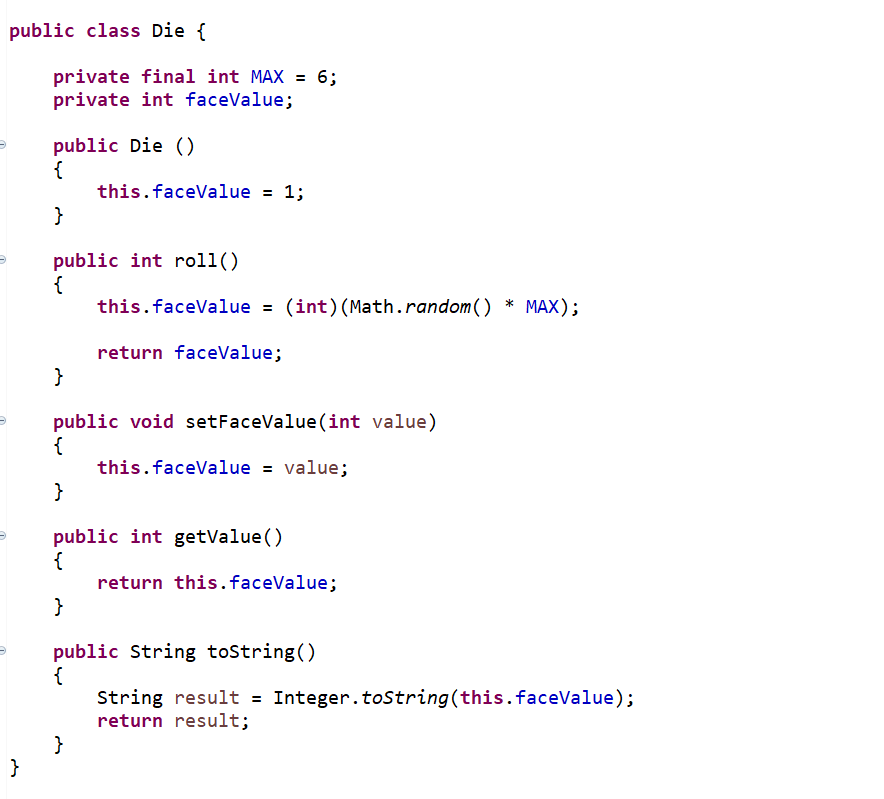 public class Die {
private final int MAX = 6;
private int faceValue;
public Die ()
{
this.faceValue = 1;
}
public int roll()
{
this.faceValue = (int)(Math.random() * MAX);
return faceValue;
}
public void setFaceValue(int value)
{
this.faceValue = value;
}
public int getValue()
{
return this.faceValue;
}
public String toString()
{
String result = Integer.toString(this.faceValue);
return result;
}
}